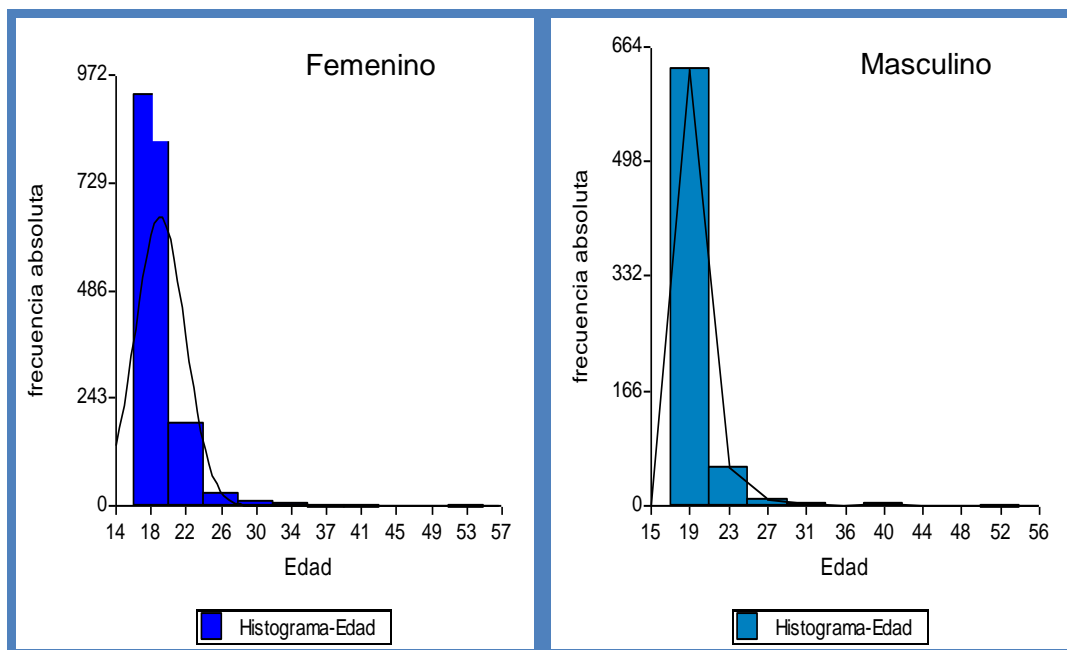 Femenino
972
729
486
243
0
frecuencia absoluta
14 18 22 26 30 34 37 41 45 49 53 57
Edad
Histograma-Edad
Masculino
664
498
332
166
0
frecuencia absoluta
15 19 23 27 31 36 40 44 48 52 56
Edad
Histograma-Edad